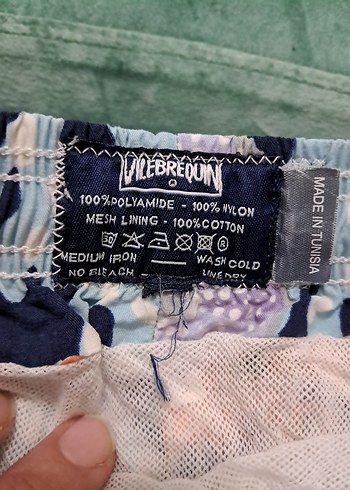 VILEBREQUIN
®
100%POLYAMIDE - 100%NYLON
MESH LINING - 100%COTTON
30
MEDIUM IRON WASH COLD
NO BLEACH LINE DRY
MADE IN TUNISIA